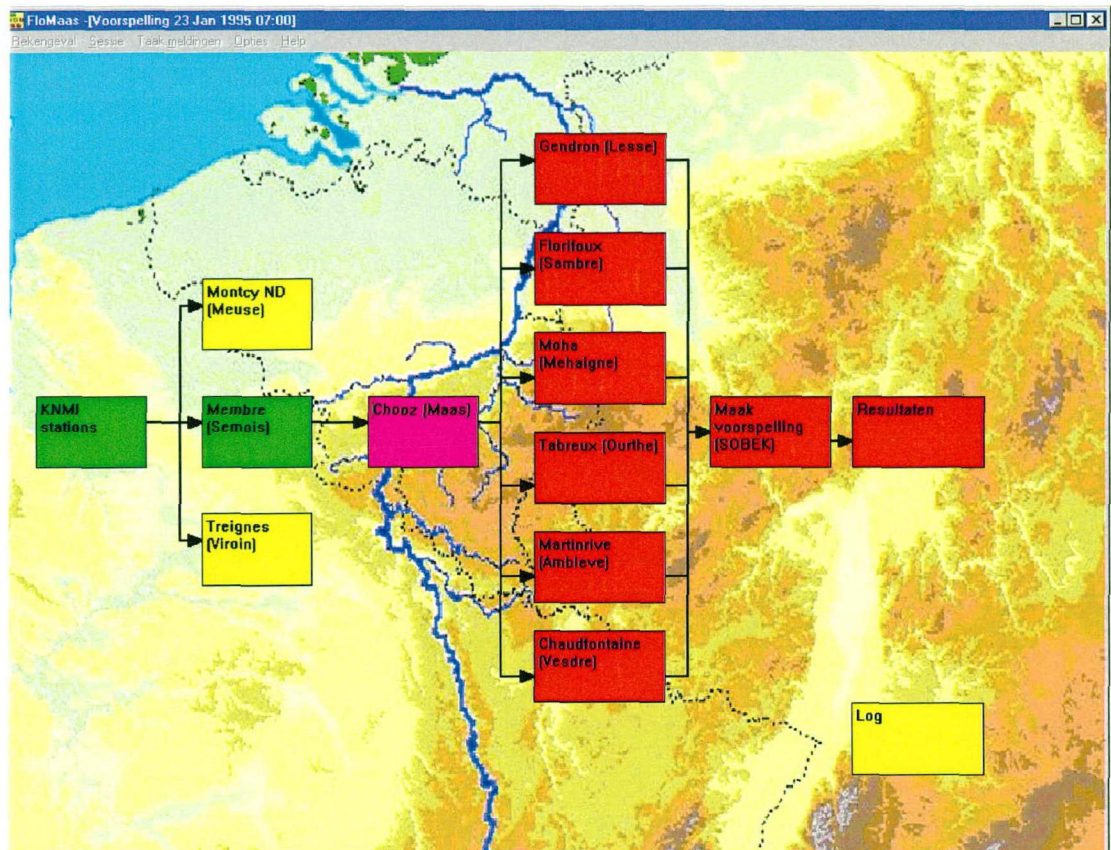 FloMaas -[Voorspelling 23 Jan 1995 07:00]
Rekengeval Sessie Taak meldingen Opties Help
Gendron (Lesse)
Florifoux
(Sambre)
Montcy ND
(Meuse)
Moha
(Mehaigne)
KNMI
stations
Membre
(Semois)
Chooz (Maas)
Maak
voorspelling
(SOBEK)
Resultaten
Tabreux (Ourthe)
Treignes
(Viroin)
Martinrive
(Ambleve)
Chaudfontaine
(Vesdre)
Log